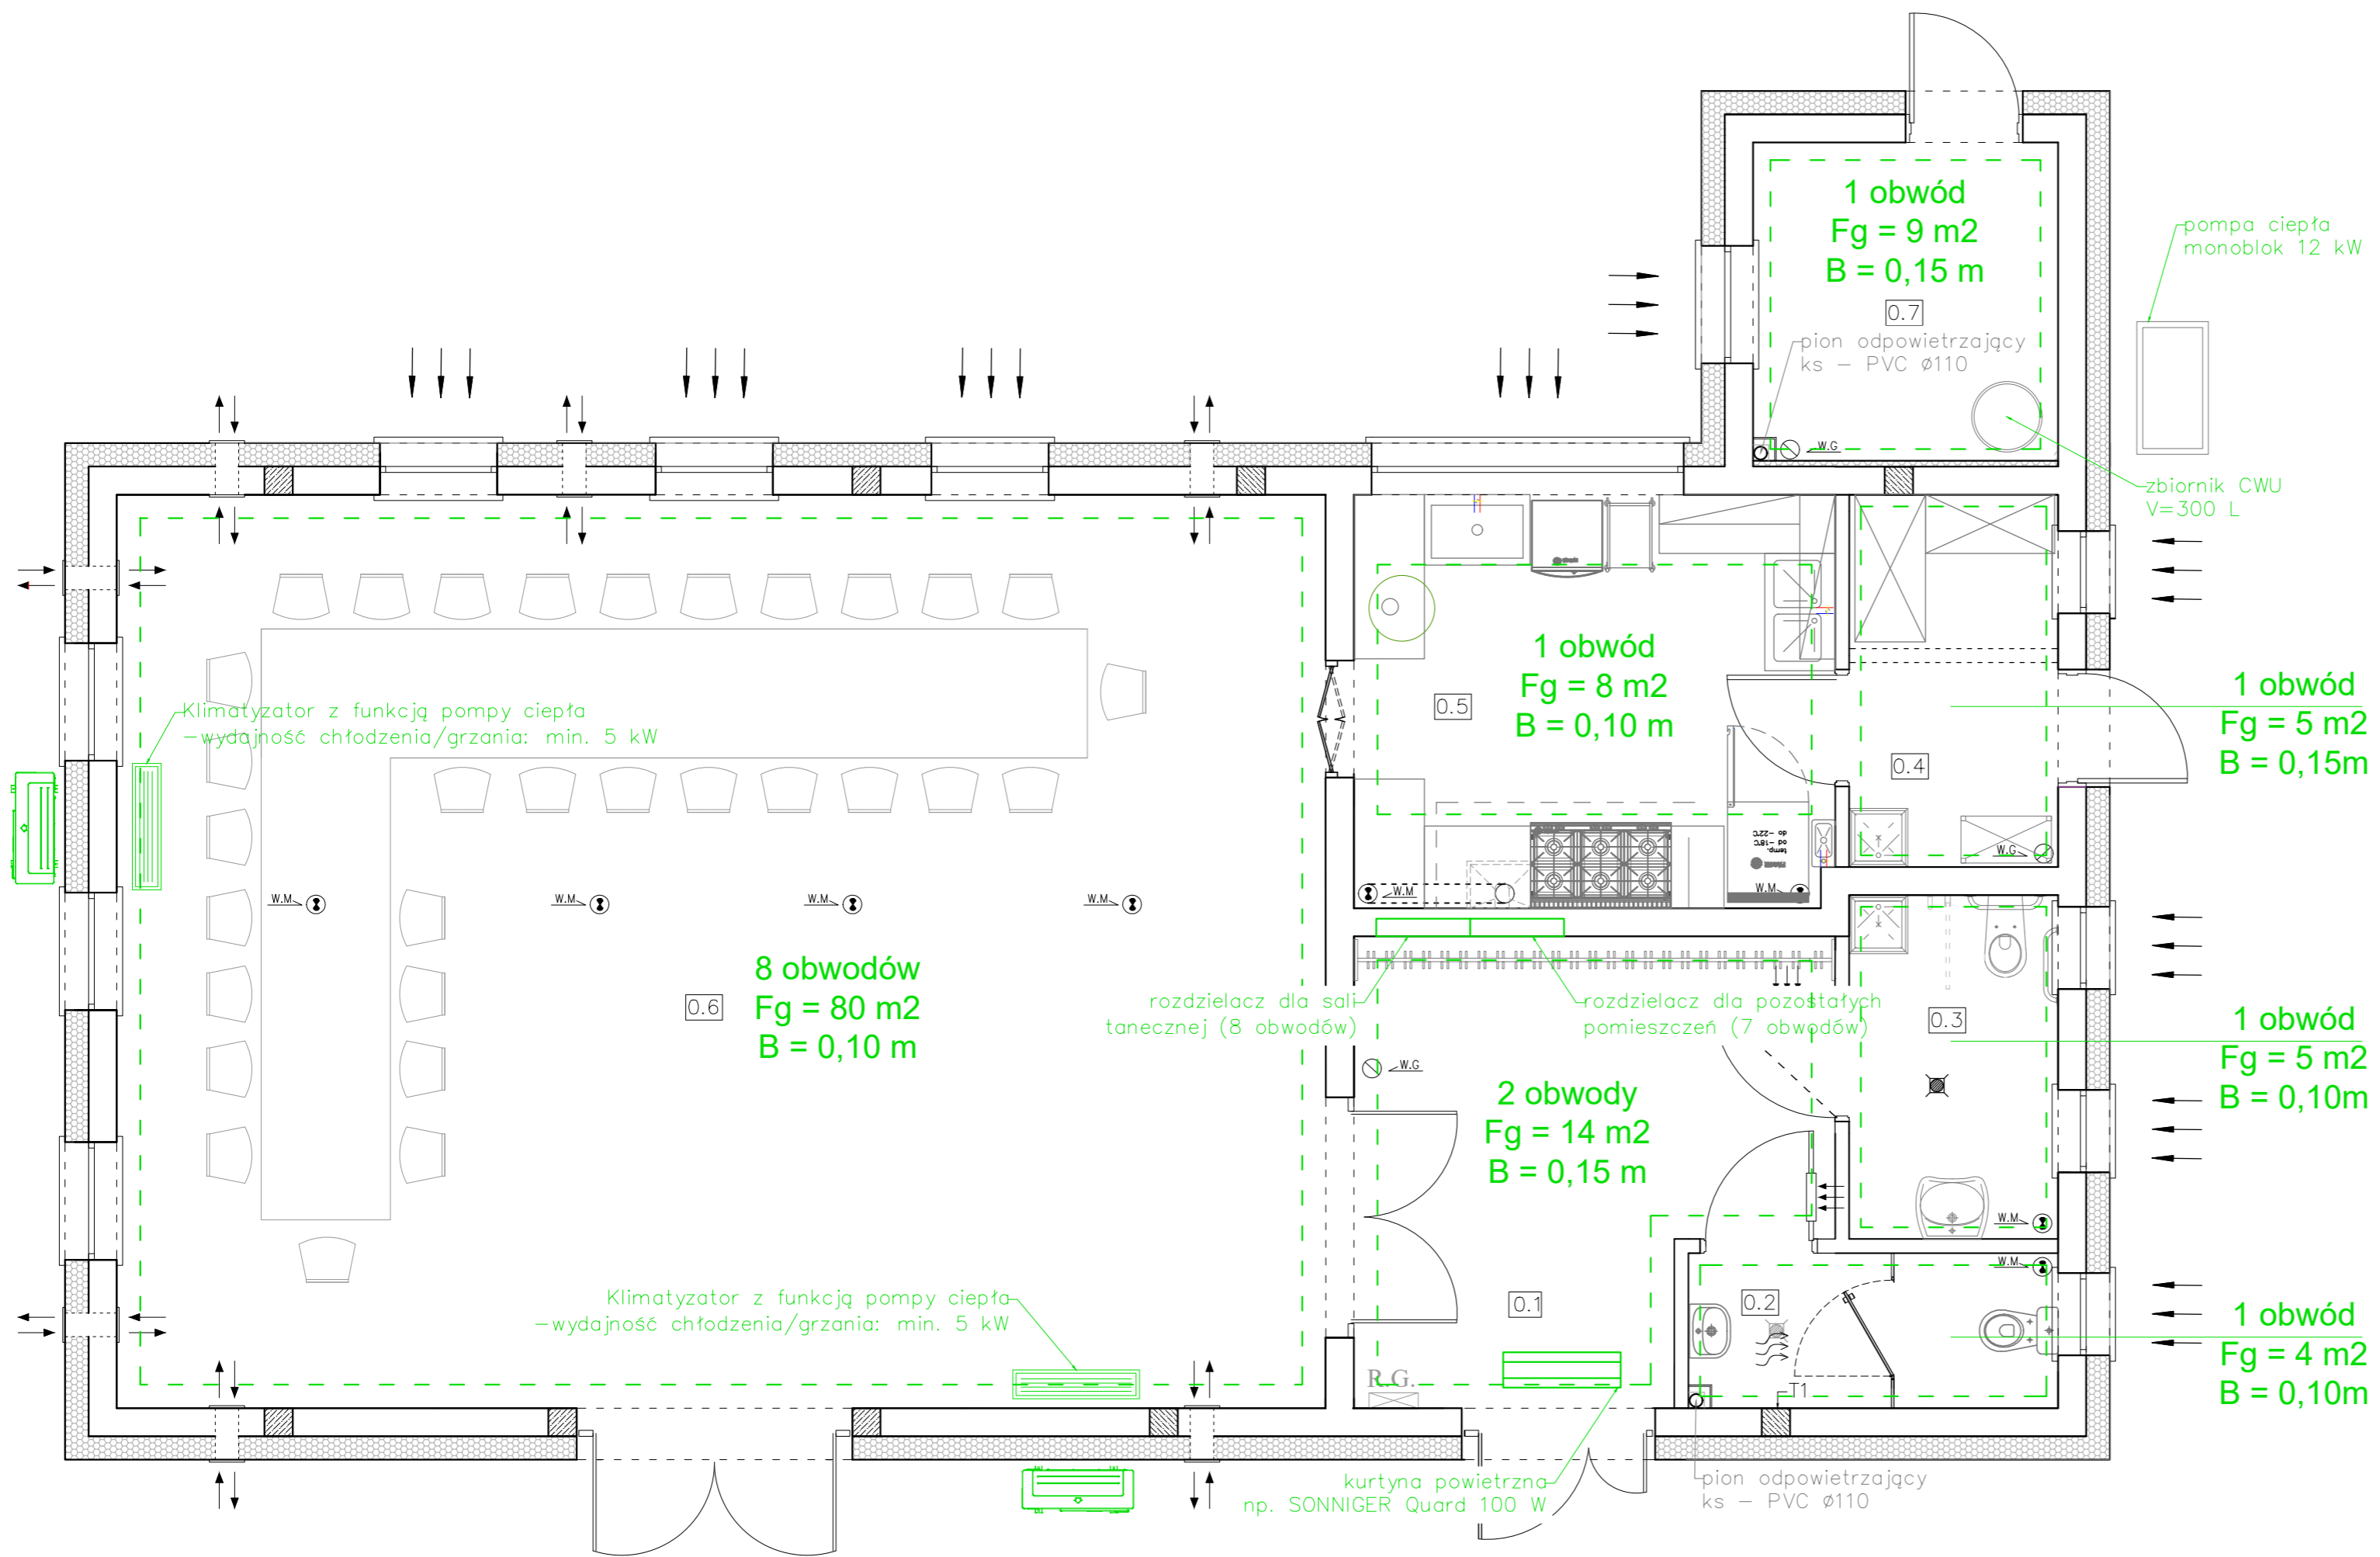 1 obwód
Fg = 9 m2
B = 0,15 m
0.7
pion odpowietrzający
ks – PVC ø110
W.G
pompa ciepła
monoblok 12 kW
zbiornik CWU
V=300 L
1 obwód
Fg = 8 m2
B = 0,10 m
0.5
1 obwód
Fg = 5 m2
B = 0,15m
0.4
W.G
temp.
od -18°C
do -22°C
W.M
W.M
Klimatyzator z funkcją pompy ciepła
–wydajność chłodzenia/grzania: min. 5 kW
W.M
W.M
W.M
W.M
8 obwodów
Fg = 80 m2
B = 0,10 m
0.6
rozdzielacz dla sali
tanecznej (8 obwodów)
rozdzielacz dla pozostałych
pomieszczeń (7 obwodów)
W.G
0.3
1 obwód
Fg = 5 m2
B = 0,10m
2 obwody
Fg = 14 m2
B = 0,15 m
W.M
W.M
Klimatyzator z funkcją pompy ciepła
–wydajność chłodzenia/grzania: min. 5 kW
0.1
0.2
1 obwód
Fg = 4 m2
B = 0,10m
R.G.
T1
kurtyna powietrzna
np. SONNIGER Quard 100 W
pion odpowietrzający
ks – PVC ø110